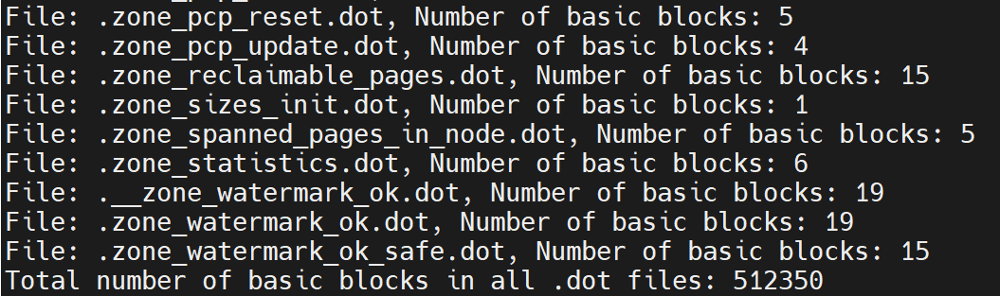 File: .zone_pcp_reset.dot, Number of basic blocks: 5
File: .zone_pcp_update.dot, Number of basic blocks: 4
File: .zone_reclaimable_pages.dot, Number of basic blocks: 15
File: .zone_sizes_init.dot, Number of basic blocks: 1
File: .zone_spanned_pages_in_node.dot, Number of basic blocks: 5
File: .zone_statistics.dot, Number of basic blocks: 6
File: .__zone_watermark_ok.dot, Number of basic blocks: 19
File: .zone_watermark_ok.dot, Number of basic blocks: 19
File: .zone_watermark_ok_safe.dot, Number of basic blocks: 15
Total number of basic blocks in all .dot files: 512350